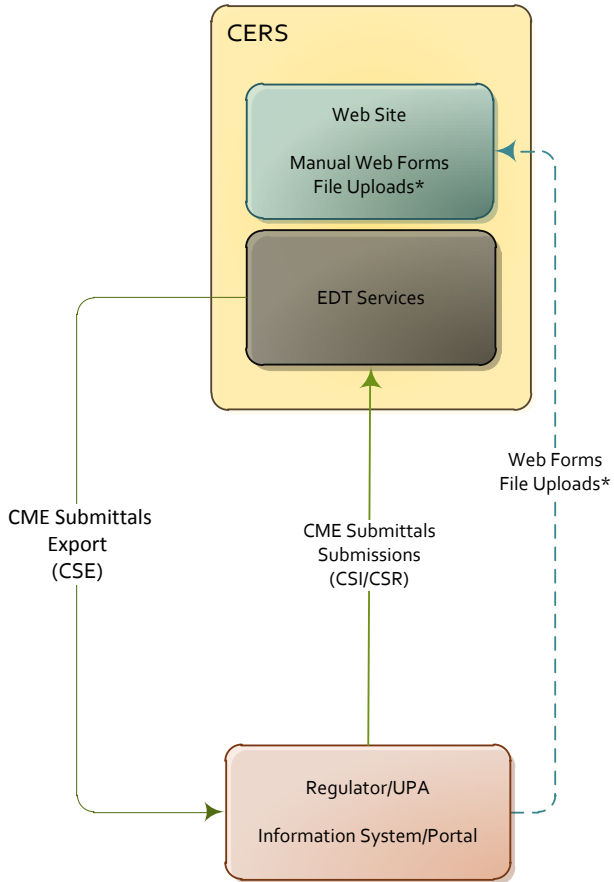 CERS
Web Site
Manual Web Forms
File Uploads*
EDT Services
Web Forms
File Uploads*
CME Submittals
Export
(CSE)
CME Submittals
Submissions
(CSI/CSR)
Regulator/UPA
Information System/Portal